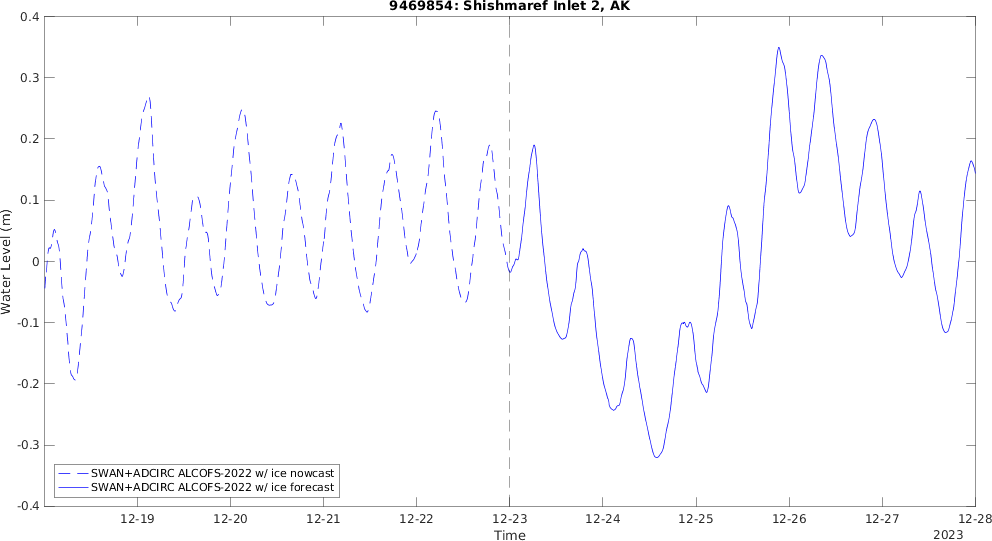 9469854: Shishmaref Inlet 2, AK
0.4
0.3
0.2
0.1
0
-0.1
-0.2
-0.3
-0.4
Water Level (m)
SWAN+ADCIRC ALCOFS-2022 w/ ice nowcast
SWAN+ADCIRC ALCOFS-2022 w/ ice forecast
12-19 12-20 12-21 12-22 12-23 12-24 12-25 12-26 12-27 12-28
Time
2023